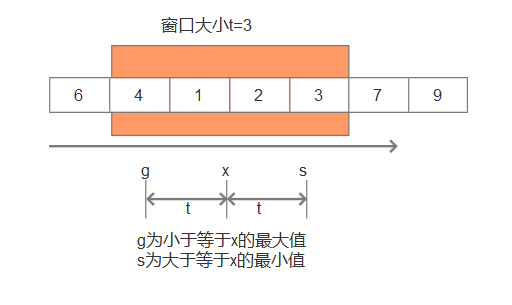 窗口大小t=3
6 4 1 2 3 7 9
g x s
t t
g为小于等于x的最大值
s为大于等于x的最小值